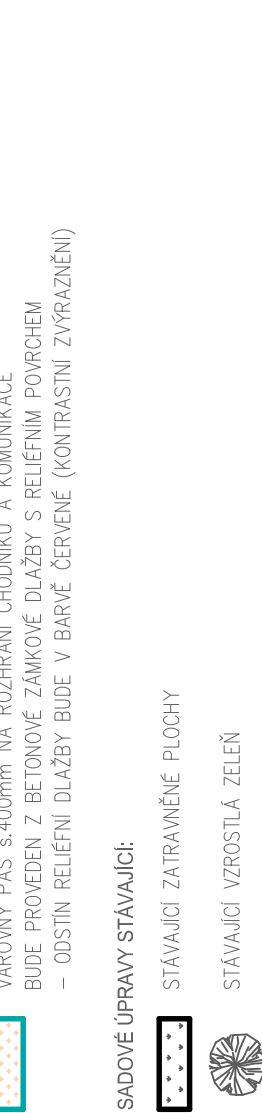 VAROVNÝ PÁS š.400mm NA ROZHRANÍ CHODNÍKU A KOMUNIKACE
BUDE PROVEDEN Z BETONOVÉ ZÁMKOVÉ DLAŽBY S RELIÉFNÍM POVRCHEM
– ODSTÍN RELIÉFNÍ DLAŽBY BUDE V BARVĚ ČERVENÉ (KONTRASTNÍ ZVÝRAZNĚNÍ)
SADOVÉ ÚPRAVY STÁVAJÍCÍ:
STÁVAJÍCÍ ZATRAVNĚNÉ PLOCHY
STÁVAJÍCÍ VZROSTLÁ ZELEŇ